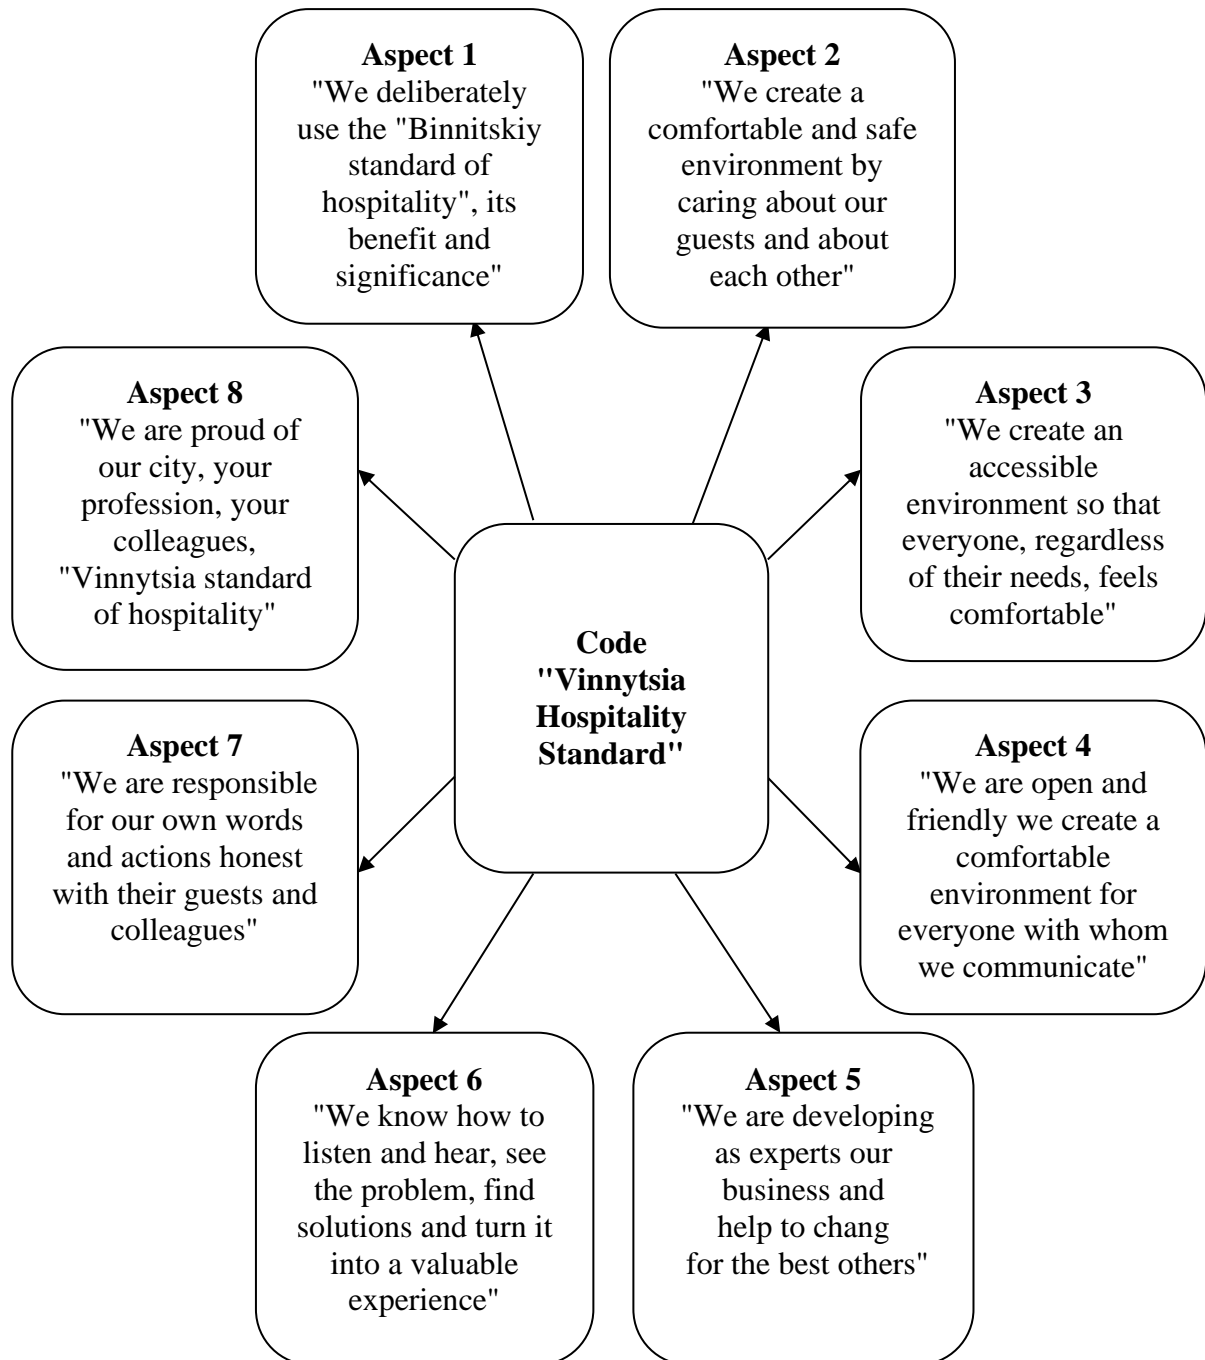 Aspect 1
"We deliberately
use the "Binnitskiy
standard of
hospitality", its
benefit and
significance"
Aspect 2
"We create a
comfortable and safe
environment by
caring about our
guests and about
each other"
Aspect 8
"We are proud of
our city, your
profession, your
colleagues,
"Vinnytsia standard
of hospitality"
Aspect 3
"We create an
accessible
environment so that
everyone, regardless
of their needs, feels
comfortable"
Code
"Vinnytsia
Hospitality
Standard"
Aspect 7
"We are responsible
for our own words
and actions honest
with their guests and
colleagues"
Aspect 4
"We are open and
friendly we create a
comfortable
environment for
everyone with whom
we communicate"
Aspect 6
"We know how to
listen and hear, see
the problem, find
solutions and turn it
into a valuable
experience"
Aspect 5
"We are developing
as experts our
business and
help to chang
for the best others"